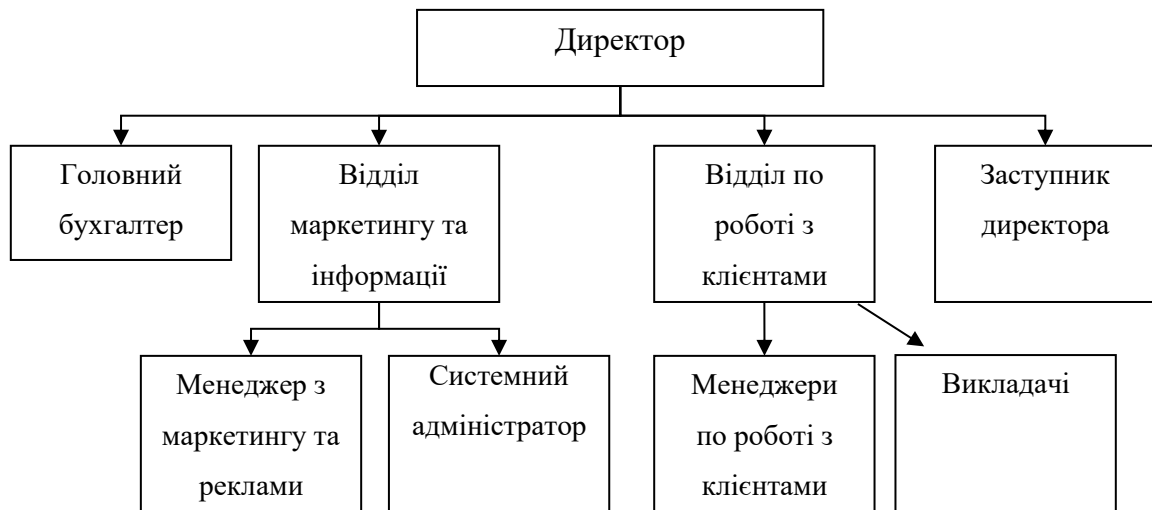 Директор
Головний
бухгалтер
Відділ
маркетингу та
інформації
Відділ по
роботі з
клієнтами
Заступник
директора
Менеджер з
маркетингу та
реклами
Системний
адміністратор
Менеджери
по роботі з
клієнтами
Викладачі